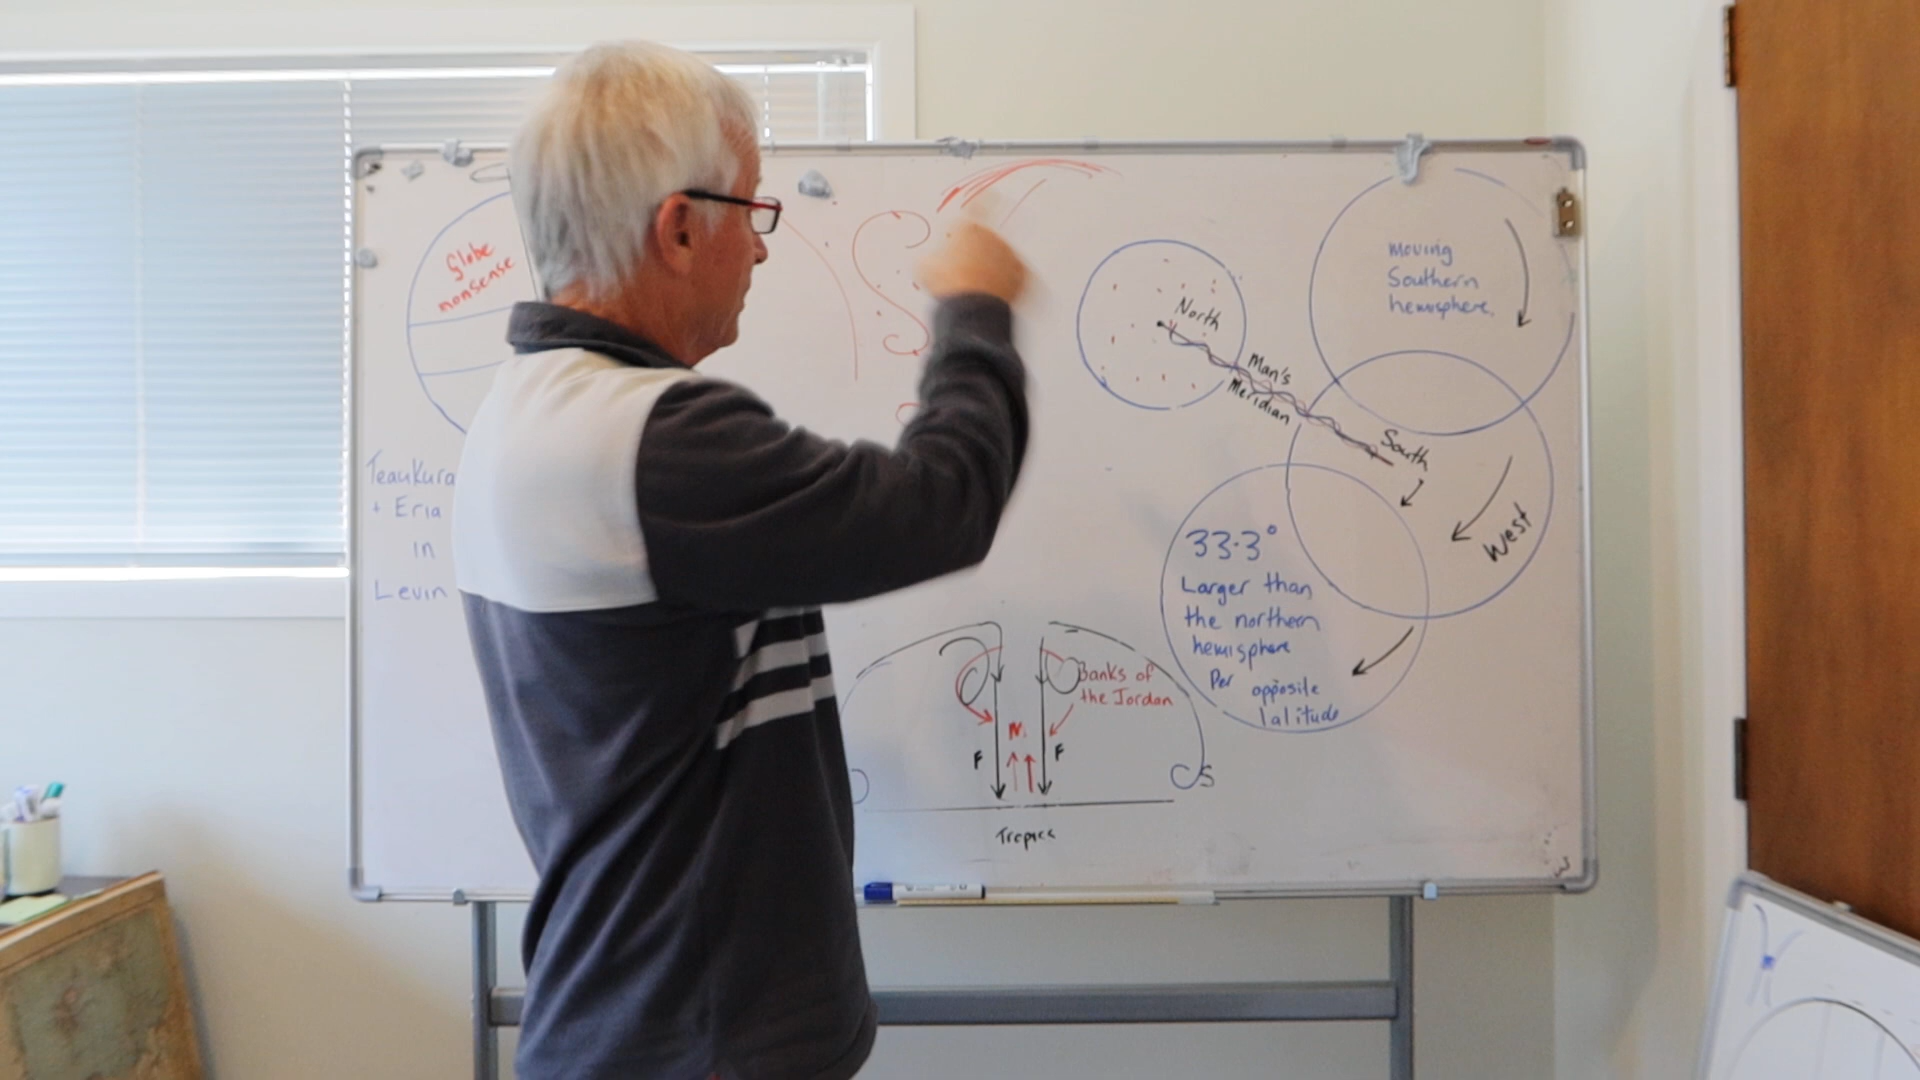 Globe
nonsense
TeauKura
+ Eria
in
Levin
North
Man's
Meridian
South
moving
Southern
hemisphere.
West
33.3°
Larger than
the northern
hemisphere
Per opposite
latitude
Banks of
the Jordan
M.
F
F
S
Tropics